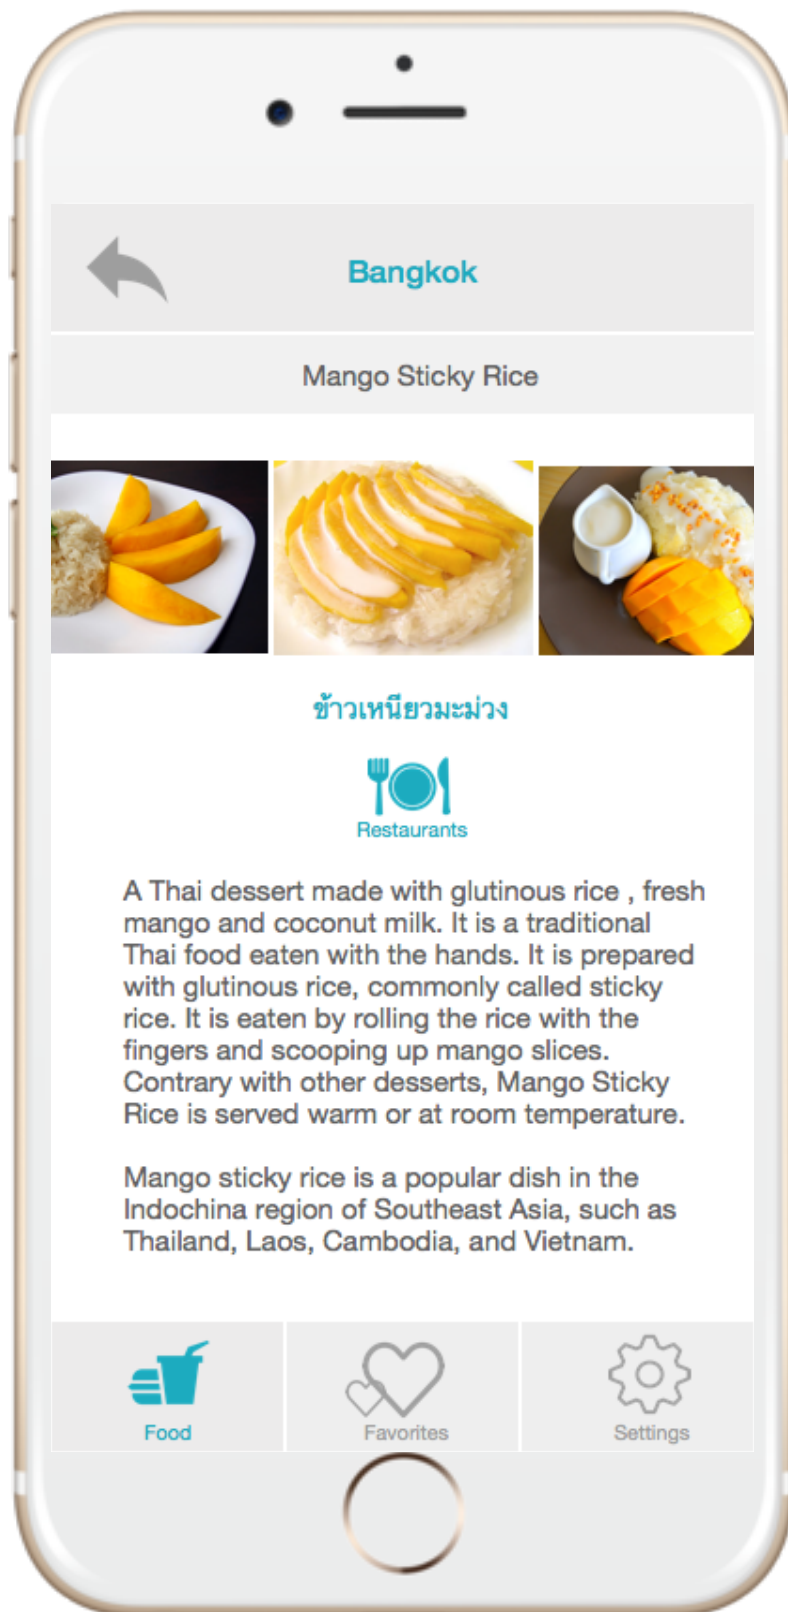 Bangkok
Mango Sticky Rice
ข้าวเหนียวมะม่วง
Restaurants
A Thai dessert made with glutinous rice , fresh
mango and coconut milk. It is a traditional
Thai food eaten with the hands. It is prepared
with glutinous rice, commonly called sticky
rice. It is eaten by rolling the rice with the
fingers and scooping up mango slices.
Contrary with other desserts, Mango Sticky
Rice is served warm or at room temperature.
Mango sticky rice is a popular dish in the
Indochina region of Southeast Asia, such as
Thailand, Laos, Cambodia, and Vietnam.
Food
Favorites
Settings